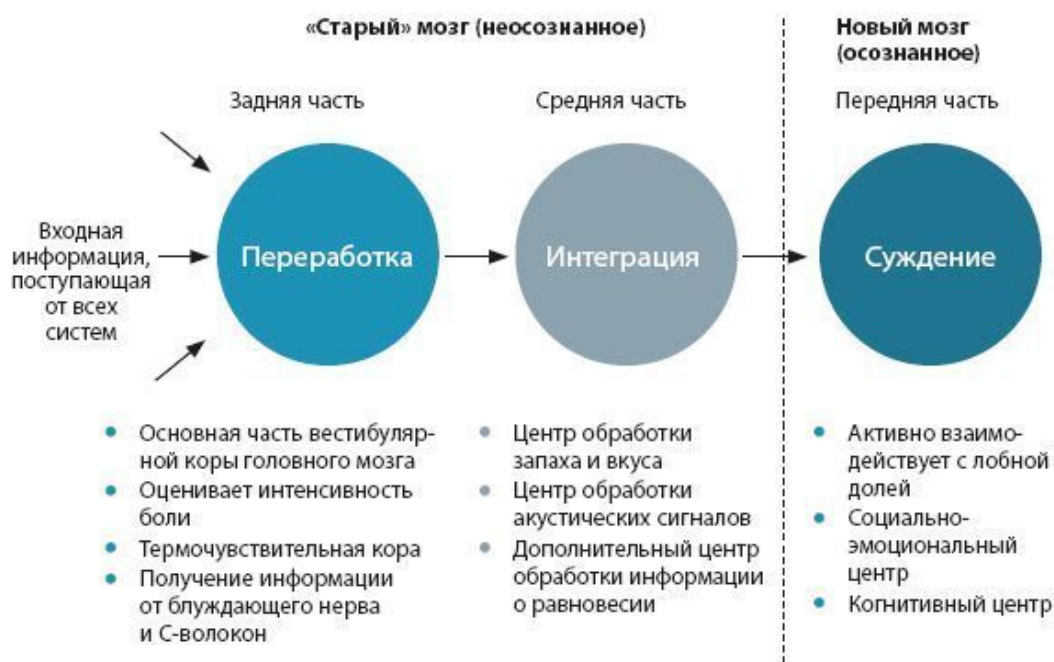 «Старый» мозг (неосознанное)
Новый мозг
(осознанное)
Задняя часть
Средняя часть
Передняя часть
Входная
информация,
поступающая
от всех
систем
Переработка
Интеграция
Суждение
Основная часть вестибуляр-
ной коры головного мозга
Оценивает интенсивность
боли
Термочувствительная кора
Получение информации
от блуждающего нерва
и С-волокон
Центр обработки
запаха и вкуса
Центр обработки
акустических сигналов
Дополнительный центр
обработки информации
о равновесии
Активно взаимо-
действует с лобной
долей
Социально-
эмоциональный
центр
Когнитивный центр